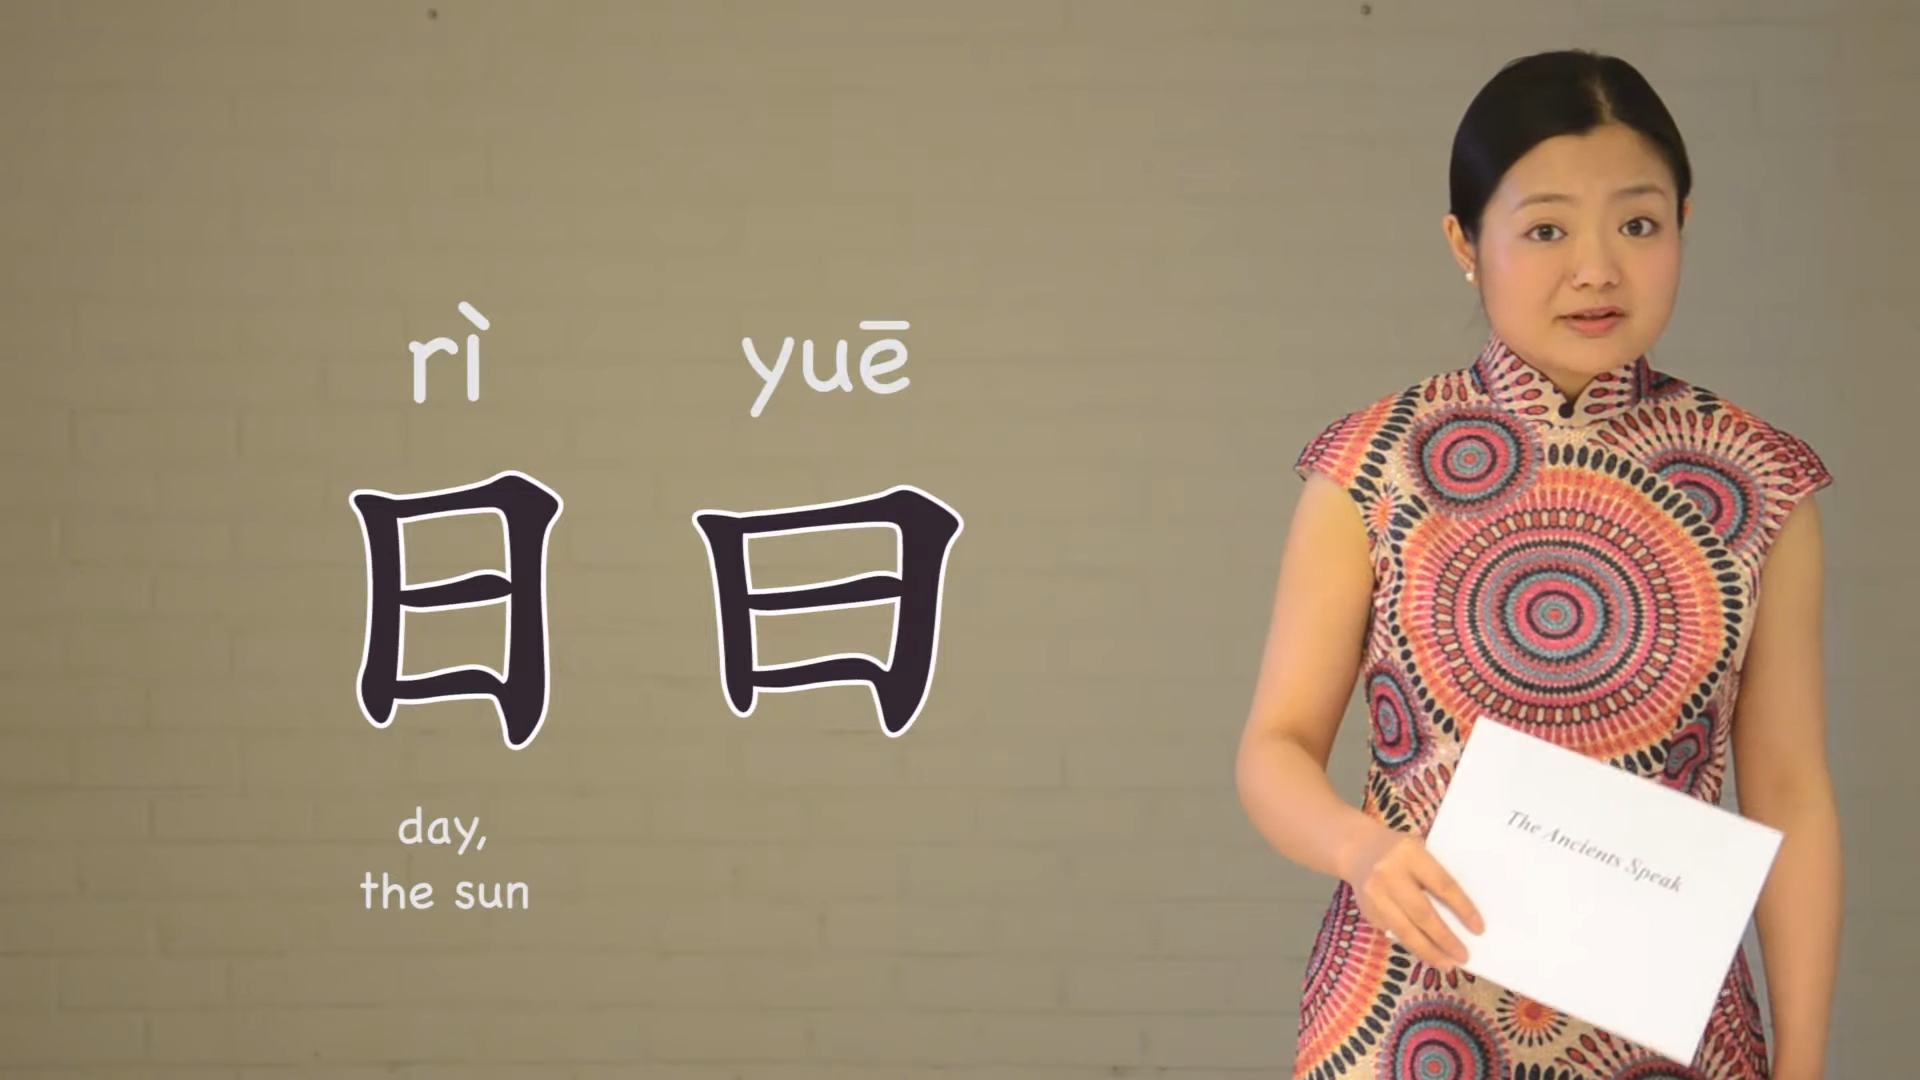 rì yuē
日 曰
day,
the sun
The Ancients Speak